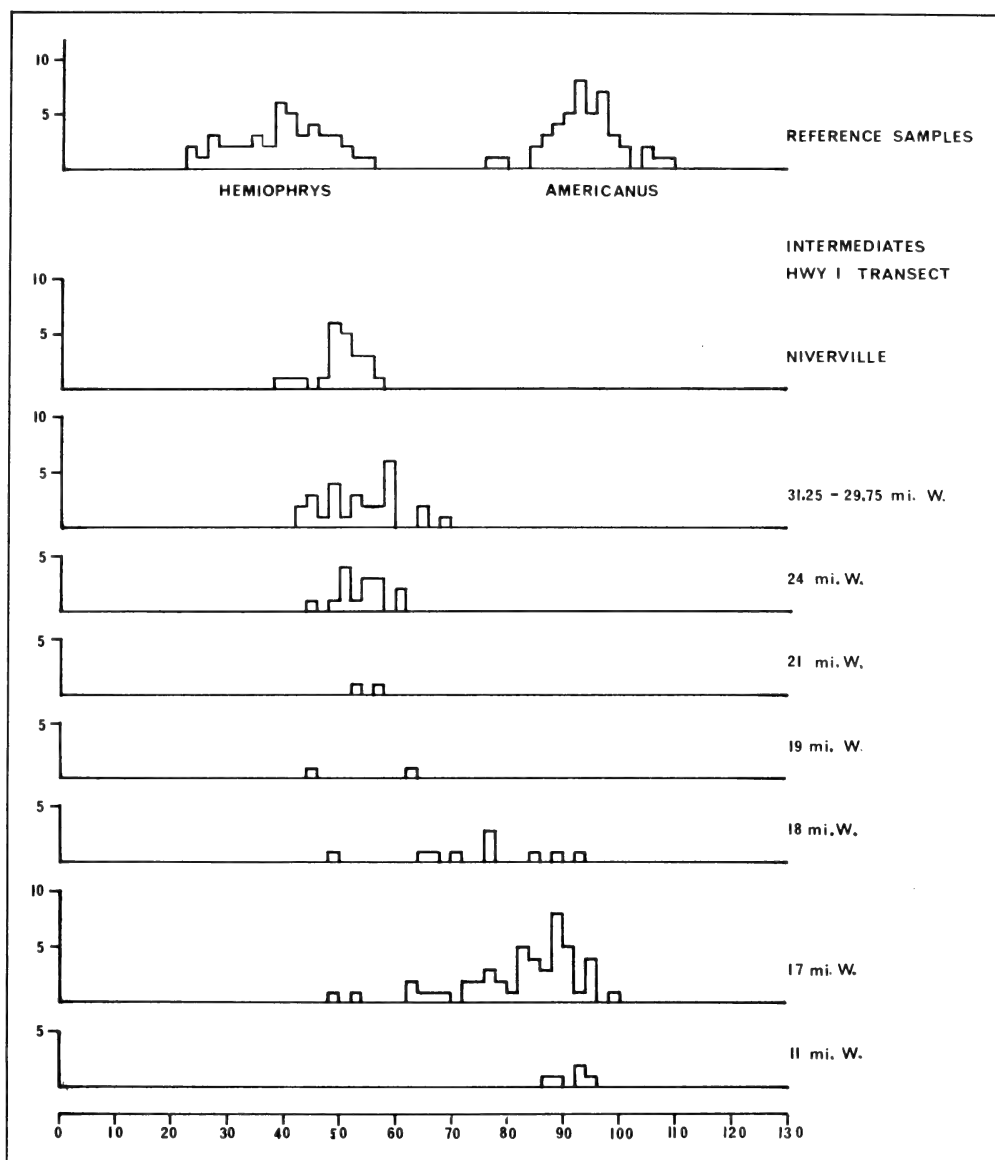 10
5
REFERENCE SAMPLES
HEMIOPHRYS AMERICANUS
INTERMEDIATES
HWY I TRANSECT
10
5
NIVERVILLE
10
5
31.25 - 29.75 mi. W.
5
24 mi. W.
5
21 mi. W.
5
19 mi. W.
5
18 mi. W.
10
5
17 mi. W.
5
11 mi. W.
0 10 20 30 40 50 60 70 80 90 100 110 120 130